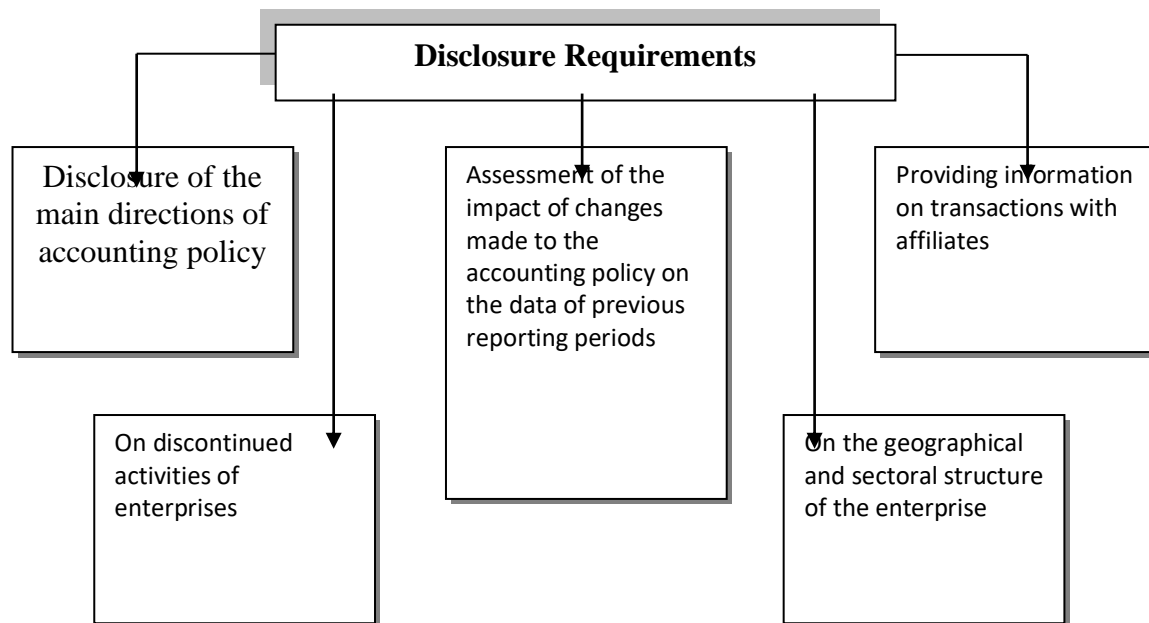 Disclosure Requirements
Disclosure of the
main directions of
accounting policy
Assessment of the
impact of changes
made to the
accounting policy on
the data of previous
reporting periods
Providing information
on transactions with
affiliates
On discontinued
activities of
enterprises
On the geographical
and sectoral structure
of the enterprise